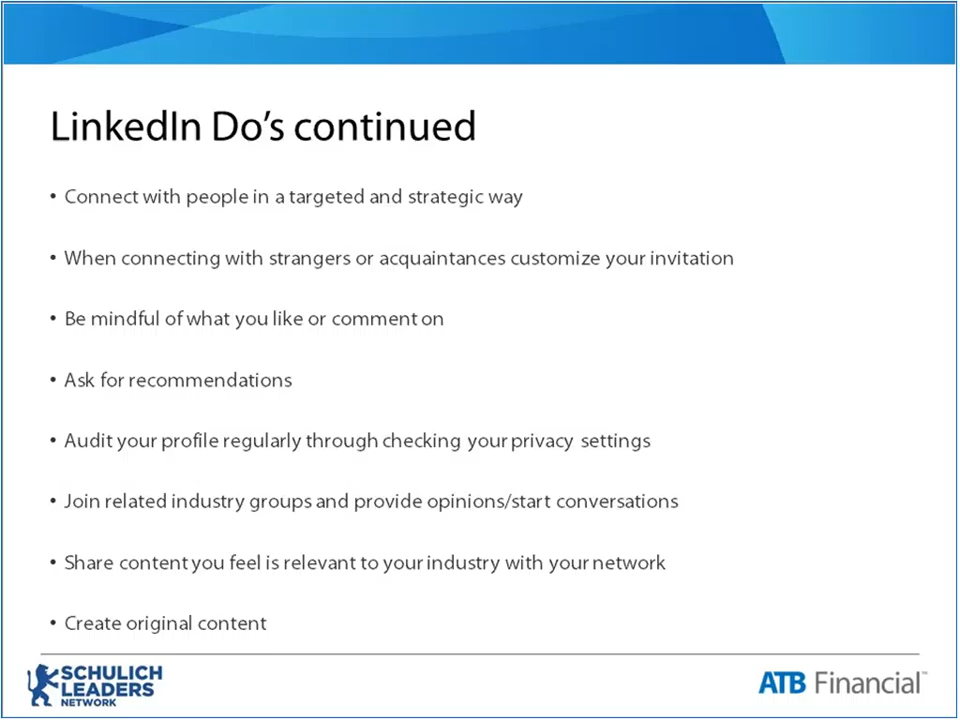 LinkedIn Do's continued
• Connect with people in a targeted and strategic way
• When connecting with strangers or acquaintances customize your invitation
• Be mindful of what you like or comment on
• Ask for recommendations
• Audit your profile regularly through checking your privacy settings
• Join related industry groups and provide opinions/start conversations
• Share content you feel is relevant to your industry with your network
• Create original content
SCHULICH
LEADERS
NETWORK
ATB Financial™